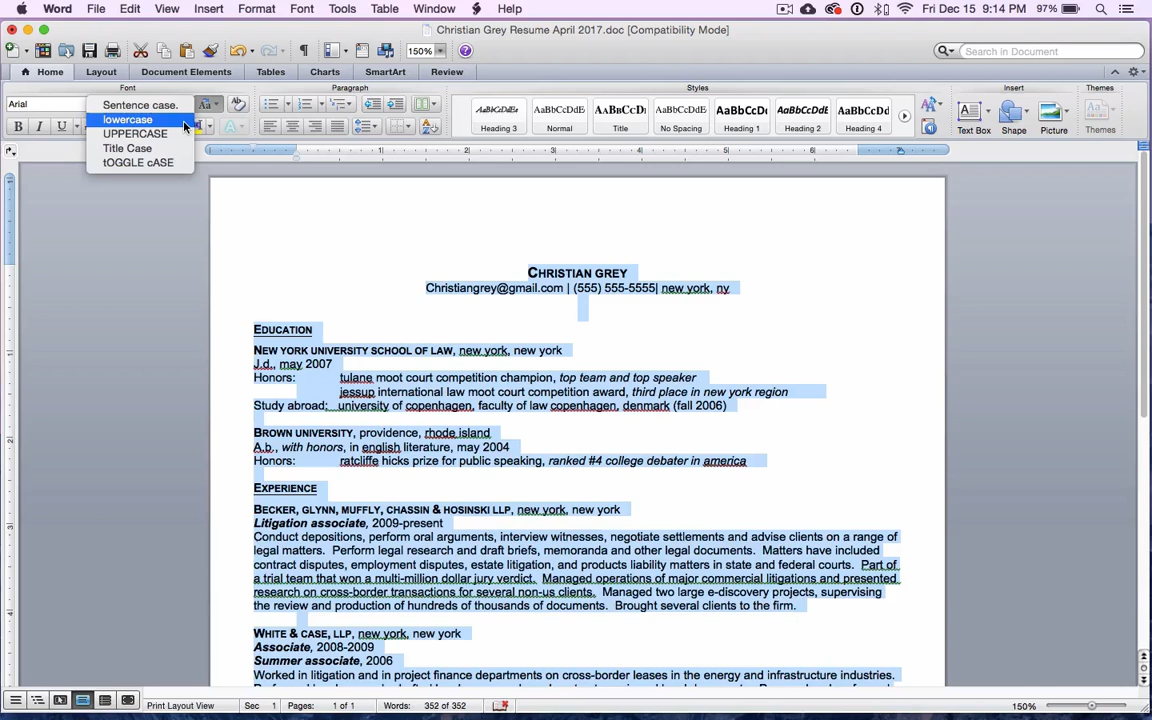 Word File Edit View Insert Format Font Tools Table Window Help Fri Dec 15 9:14 PM 97%
Christian Grey Resume April 2017.doc [Compatibility Mode]
150% Search in Document
Home Layout Document Elements Tables Charts SmartArt Review
Font Paragraph Styles Insert Themes
Arial Aa
Sentence case.
lowercase
UPPERCASE
Title Case
tOGGLE cASE
B I U
AaBbCcDdEe AaBbCcDdEe AaBbCcDc AaBbCcDdEe AaBbCcDc AaBbCcDdEe AaBbCcDd
Heading 3 Normal Title No Spacing Heading 1 Heading 2 Heading 4
Text Box Shape Picture Themes
CHRISTIAN GREY
Christiangrey@gmail.com | (555) 555-5555| new york, ny
EDUCATION
NEW YORK UNIVERSITY SCHOOL OF LAW, new york, new york
J.d., may 2007
Honors: tulane moot court competition champion, top team and top speaker
jessup international law moot court competition award, third place in new york region
Study abroad: university of copenhagen, faculty of law copenhagen, denmark (fall 2006)
BROWN UNIVERSITY, providence, rhode island
A.b., with honors, in english literature, may 2004
Honors: ratcliffe hicks prize for public speaking, ranked #4 college debater in america
EXPERIENCE
BECKER, GLYNN, MUFFLY, CHASSIN & HOSINSKI LLP, new york, new york
Litigation associate, 2009-present
Conduct depositions, perform oral arguments, interview witnesses, negotiate settlements and advise clients on a range of
legal matters. Perform legal research and draft briefs, memoranda and other legal documents. Matters have included
contract disputes, employment disputes, estate litigation, and products liability matters in state and federal courts. Part of
a trial team that won a multi-million dollar jury verdict. Managed operations of major commercial litigations and presented
research on cross-border transactions for several non-us clients. Managed two large e-discovery projects, supervising
the review and production of hundreds of thousands of documents. Brought several clients to the firm.
WHITE & CASE, LLP, new york, new york
Associate, 2008-2009
Summer associate, 2006
Worked in litigation and in project finance departments on cross-border leases in the energy and infrastructure industries.
Print Layout View Sec 1 Pages: 1 of 1 Words: 352 of 352 150%